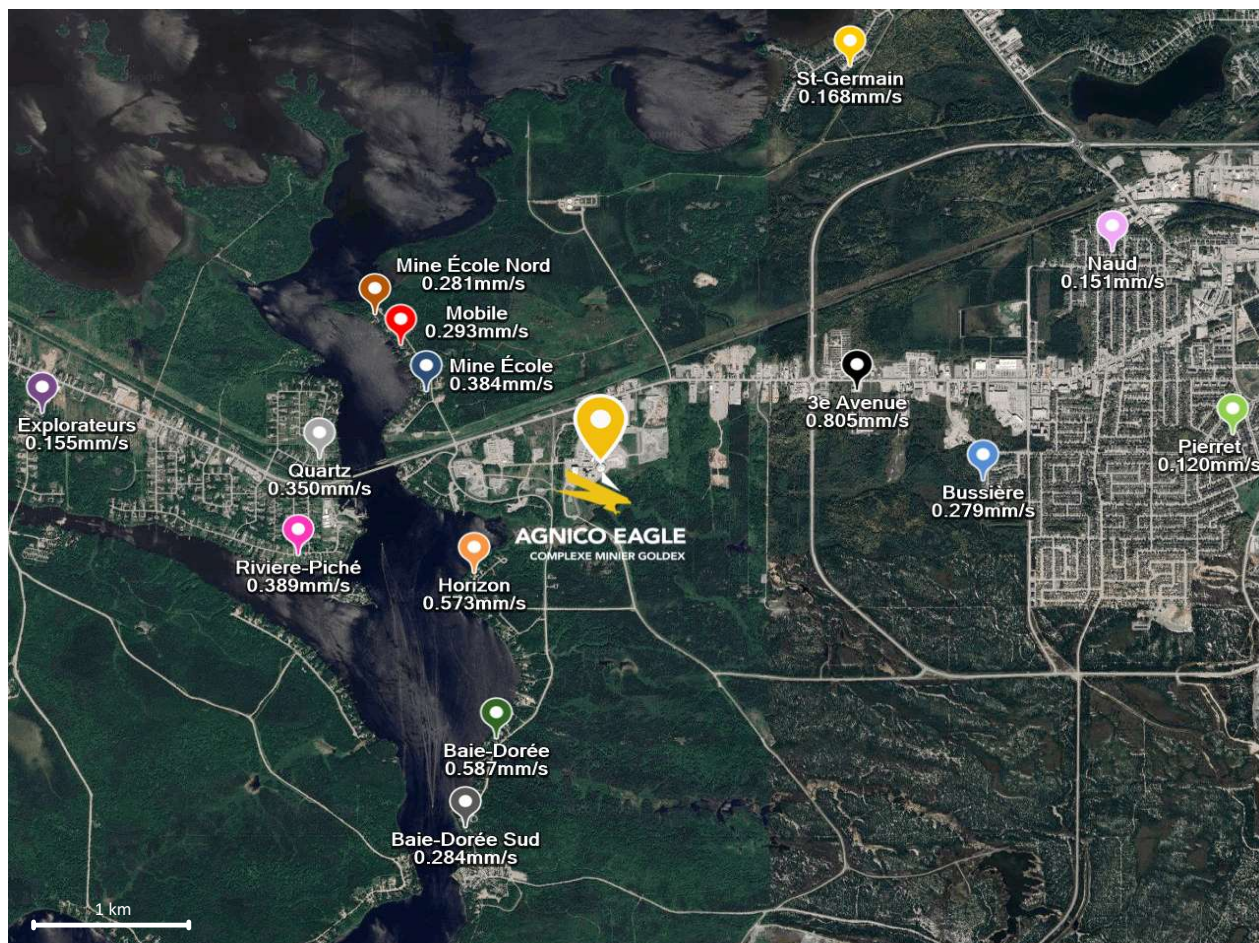 St-Germain
0.168mm/s
Naud
0.151mm/s
Mine École Nord
0.281mm/s
Mobile
0.293mm/s
Mine École
0.384mm/s
3e Avenue
0.805mm/s
Explorateurs
0.155mm/s
Pierret
0.120mm/s
Quartz
0.350mm/s
Bussière
0.279mm/s
AGNICO EAGLE
COMPLEXE MINIER GOLDEX
Rivière-Piché
0.389mm/s
Horizon
0.573mm/s
Baie-Dorée
0.587mm/s
Baie-Dorée Sud
0.284mm/s
1 km